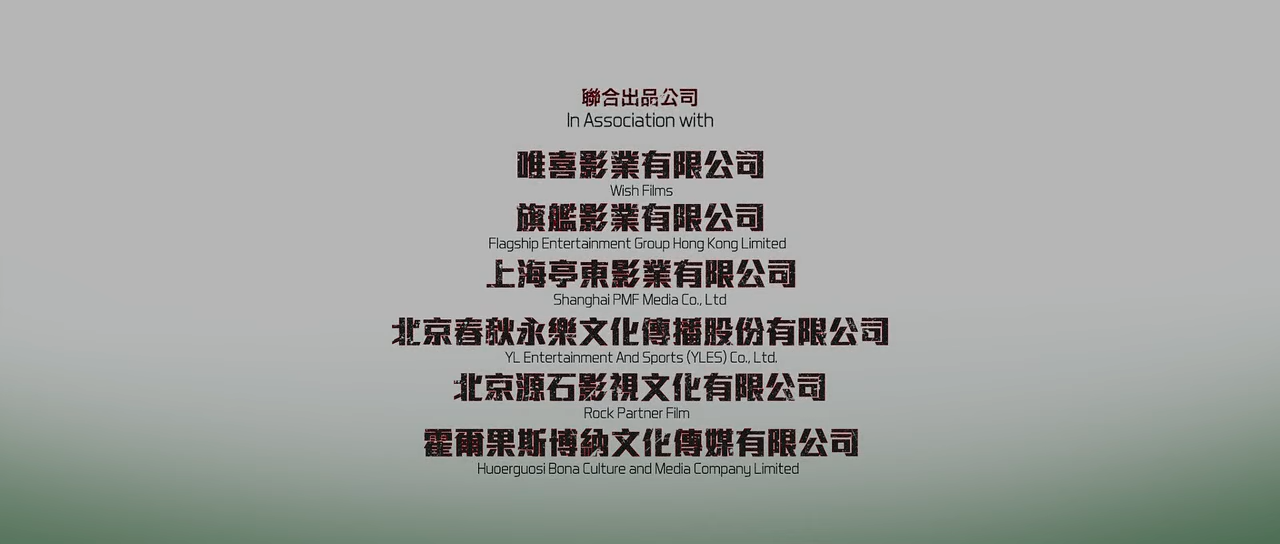 聯合出品公司
In Association with
唯喜影業有限公司
Wish Films
旗艦影業有限公司
Flagship Entertainment Group Hong Kong Limited
上海亭東影業有限公司
Shanghai PMF Media Co., Ltd
北京春秋永樂文化傳播股份有限公司
YL Entertainment And Sports (YLES) Co., Ltd.
北京源石影視文化有限公司
Rock Partner Film
霍爾果斯博納文化傳媒有限公司
Huoerguosi Bona Culture and Media Company Limited